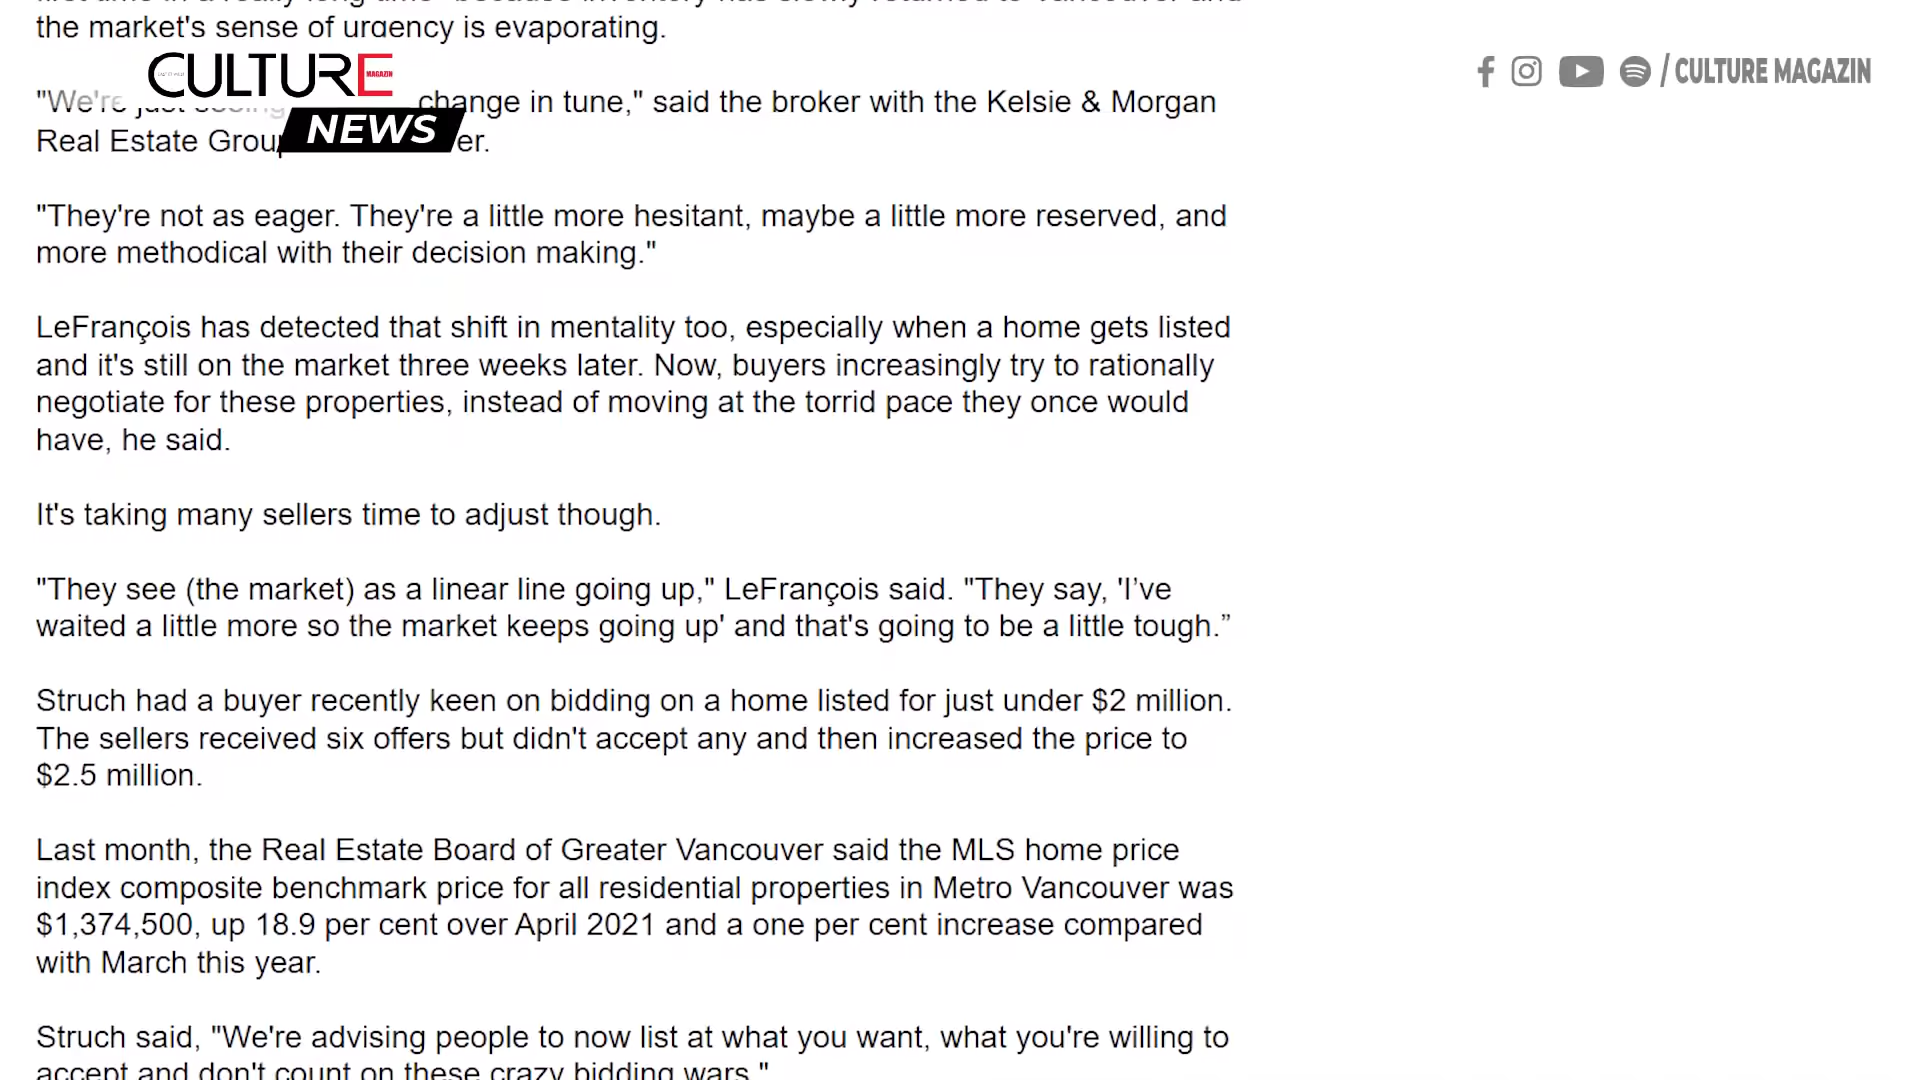 the market's sense of urgency is evaporating.
CULTURE
MAGAZIN
NEWS
/ CULTURE MAGAZIN
"We're just seeing change in tune," said the broker with the Kelsie & Morgan
Real Estate Grou er.
"They're not as eager. They're a little more hesitant, maybe a little more reserved, and
more methodical with their decision making."
LeFrançois has detected that shift in mentality too, especially when a home gets listed
and it's still on the market three weeks later. Now, buyers increasingly try to rationally
negotiate for these properties, instead of moving at the torrid pace they once would
have, he said.
It's taking many sellers time to adjust though.
"They see (the market) as a linear line going up," LeFrançois said. "They say, 'I’ve
waited a little more so the market keeps going up' and that's going to be a little tough.”
Struch had a buyer recently keen on bidding on a home listed for just under $2 million.
The sellers received six offers but didn't accept any and then increased the price to
$2.5 million.
Last month, the Real Estate Board of Greater Vancouver said the MLS home price
index composite benchmark price for all residential properties in Metro Vancouver was
$1,374,500, up 18.9 per cent over April 2021 and a one per cent increase compared
with March this year.
Struch said, "We're advising people to now list at what you want, what you're willing to
accept and don't count on these crazy bidding wars."